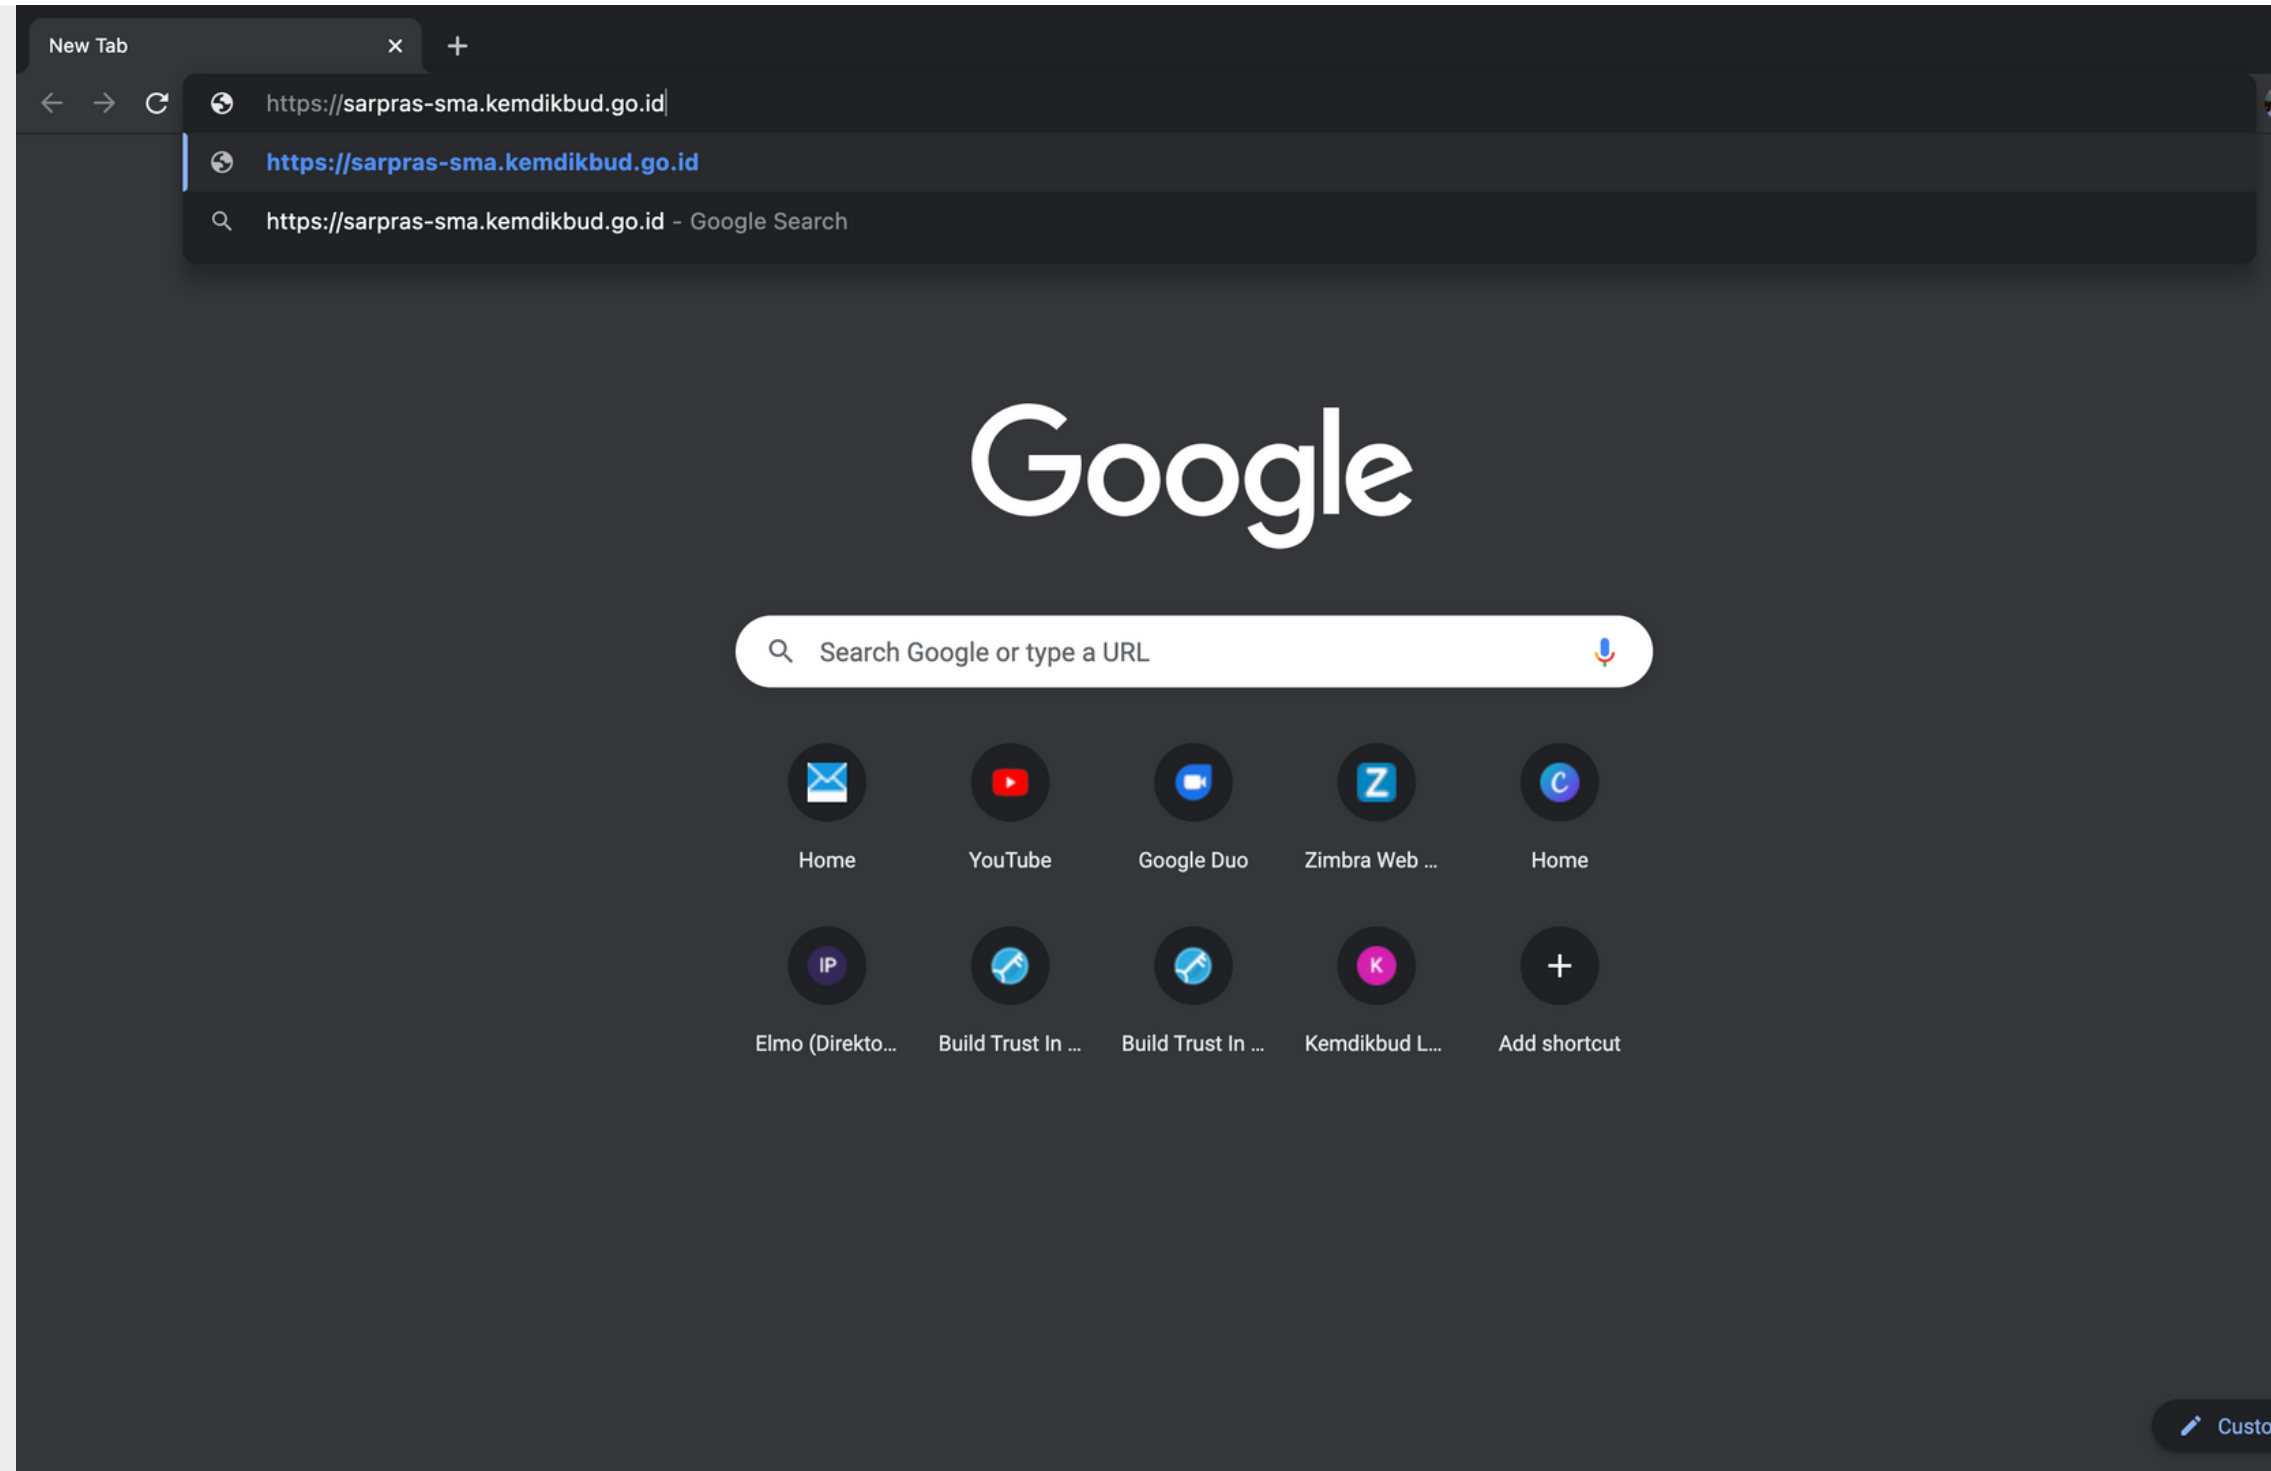 New Tab
https://sarpras-sma.kemdikbud.go.id
https://sarpras-sma.kemdikbud.go.id
https://sarpras-sma.kemdikbud.go.id - Google Search
Google
Search Google or type a URL
Z
C
Home YouTube Google Duo Zimbra Web ... Home
IP
K
Elmo (Direkto... Build Trust In ... Build Trust In ... Kemdikbud L... Add shortcut
Custo